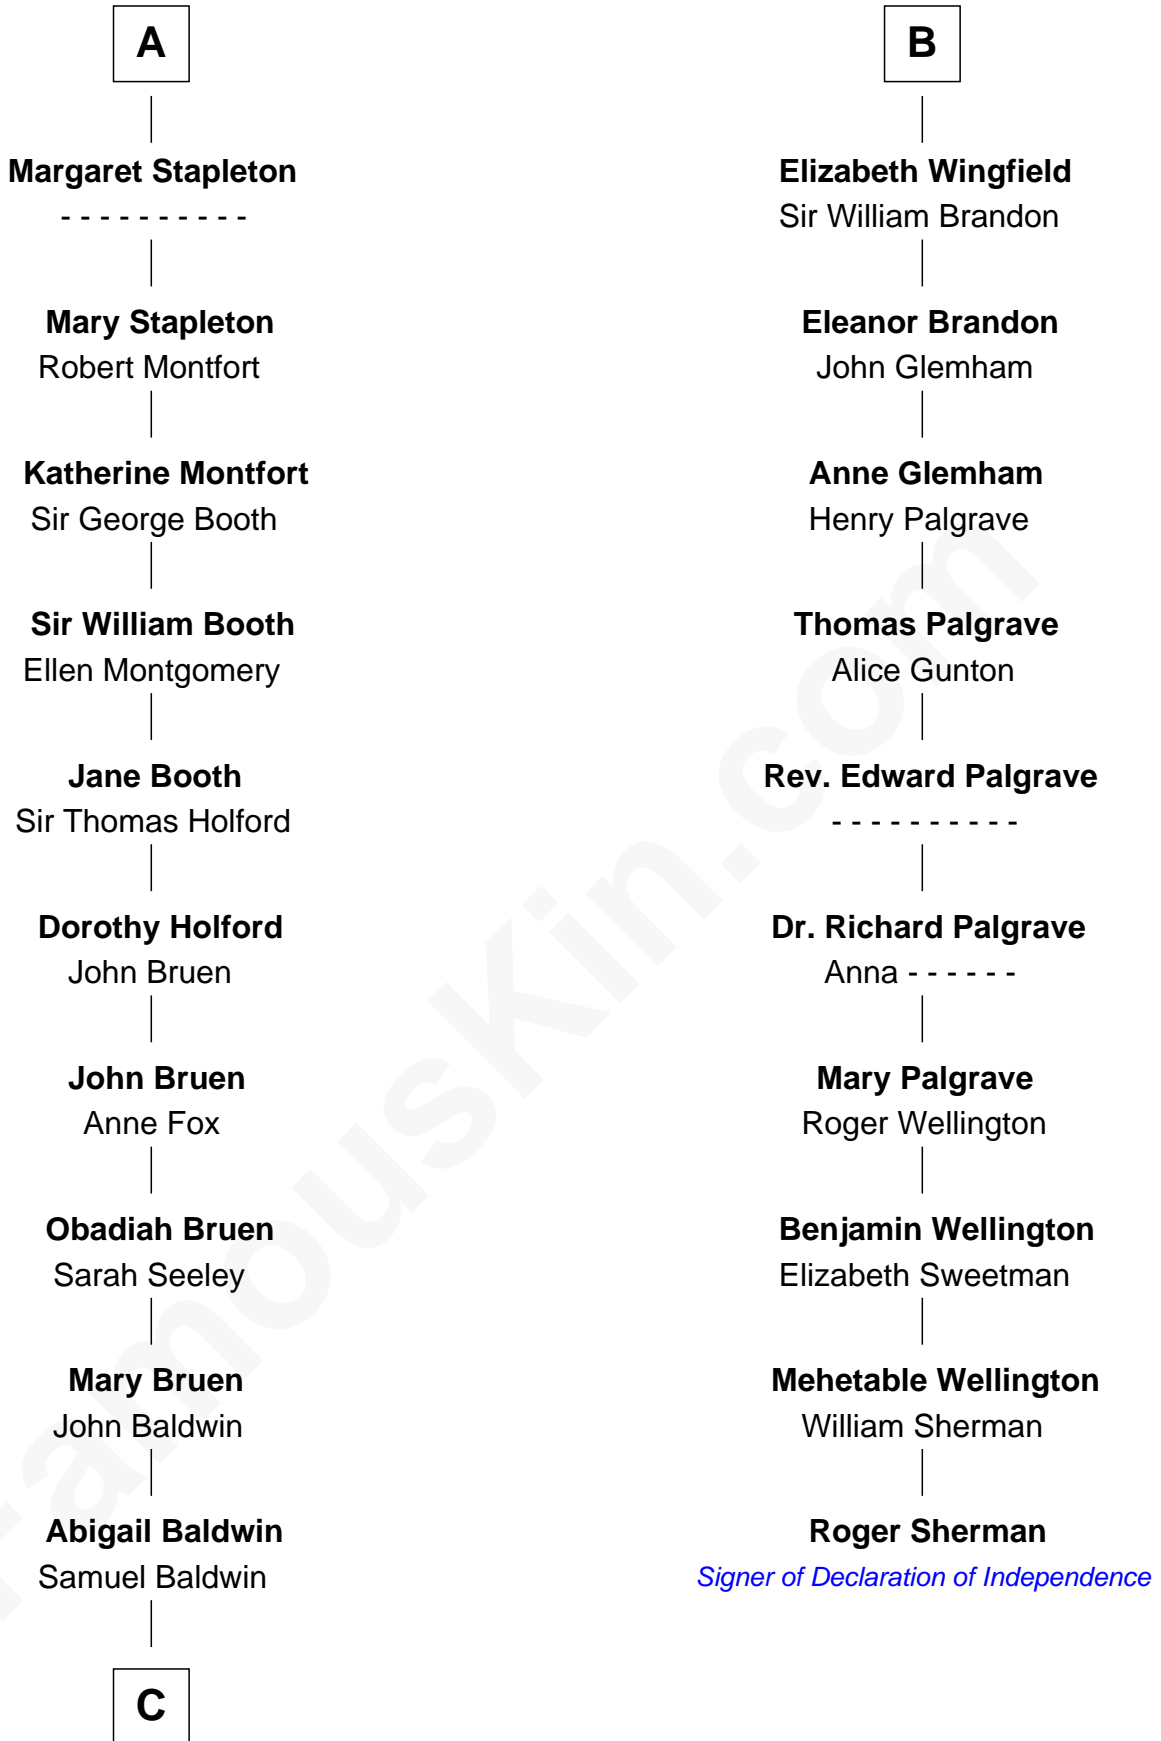 A
Margaret Stapleton
- - - - - - - - - -
Mary Stapleton
Robert Montfort
Katherine Montfort
Sir George Booth
Sir William Booth
Ellen Montgomery
Jane Booth
Sir Thomas Holford
Dorothy Holford
John Bruen
John Bruen
Anne Fox
Obadiah Bruen
Sarah Seeley
Mary Bruen
John Baldwin
Abigail Baldwin
Samuel Baldwin
C
B
Elizabeth Wingfield
Sir William Brandon
Eleanor Brandon
John Glemham
Anne Glemham
Henry Palgrave
Thomas Palgrave
Alice Gunton
Rev. Edward Palgrave
- - - - - - - - - -
Dr. Richard Palgrave
Anna - - - - - -
Mary Palgrave
Roger Wellington
Benjamin Wellington
Elizabeth Sweetman
Mehetable Wellington
William Sherman
Roger Sherman
Signer of Declaration of Independence
FamousKin.com